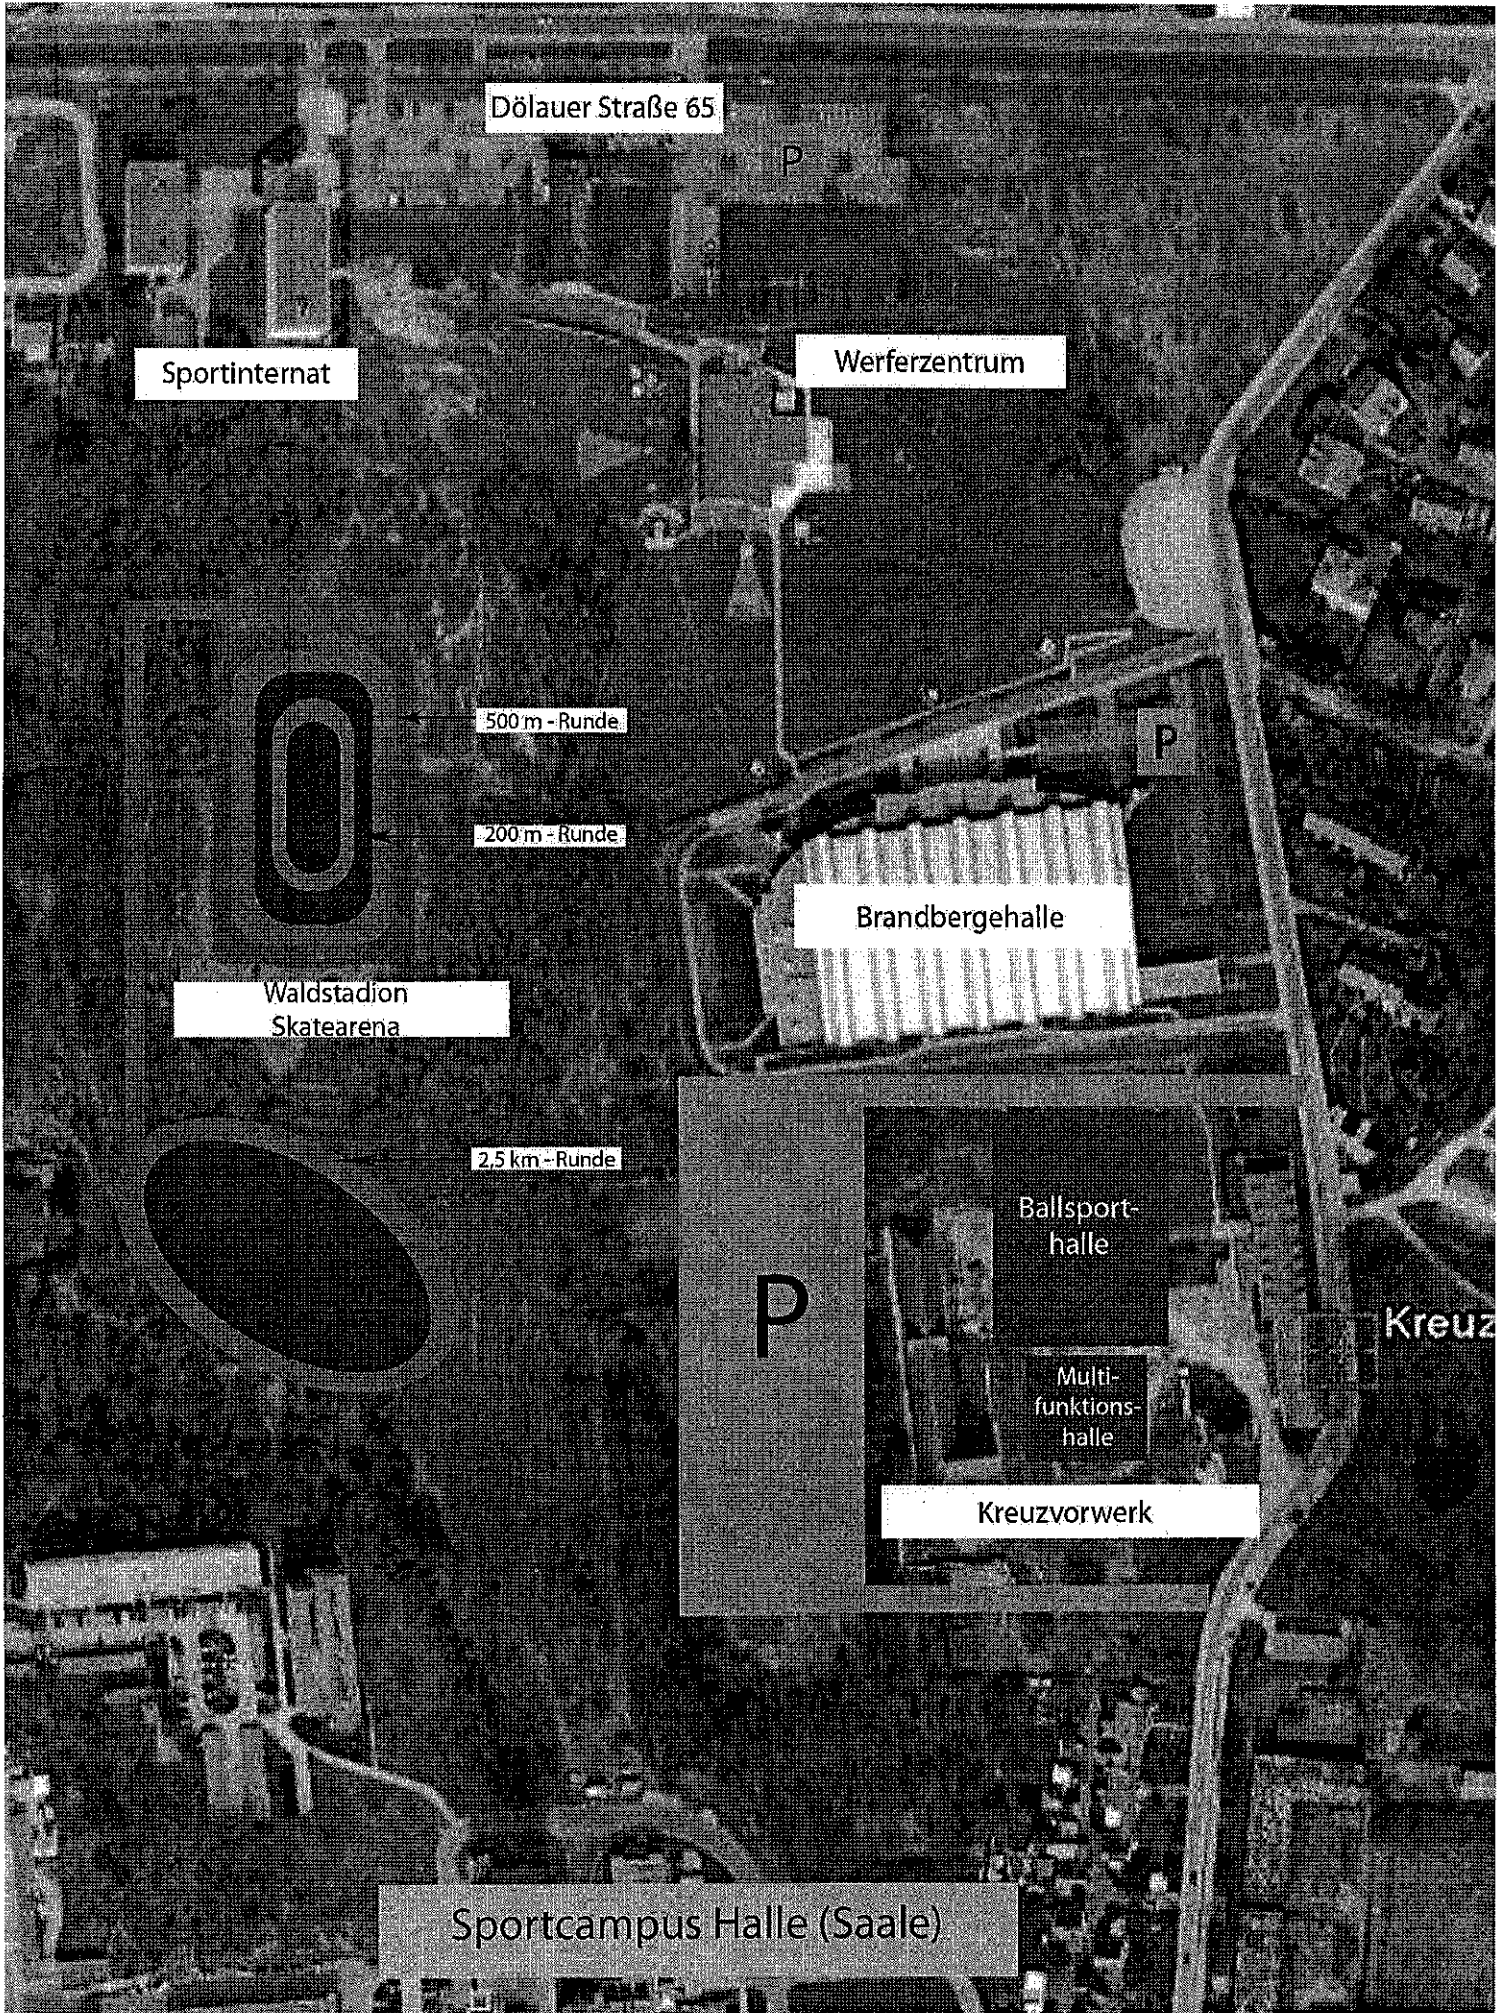 Dölauer Straße 65
P
Sportinternat
Werferzentrum
500 m - Runde
P
200 m - Runde
Brandbergehalle
Waldstadion
Skatearena
2,5 km - Runde
Ballsport-
halle
P
Kreuz
Multi-
funktions-
halle
Kreuzvorwerk
Sportcampus Halle (Saale)